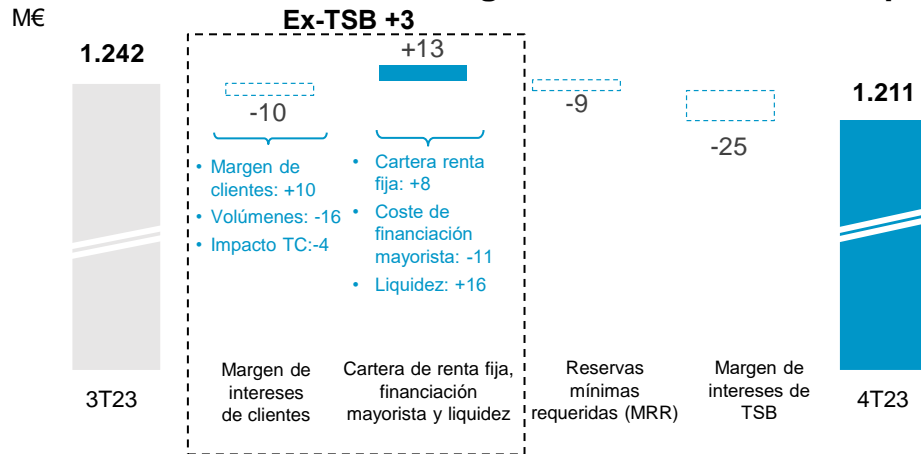 M€
Ex-TSB +3
1.242
+13
-10
-9
-25
1.211
• Margen de
clientes: +10
• Volúmenes: -16
• Impacto TC:-4
• Cartera renta
fija: +8
• Coste de
financiación
mayorista: -11
• Liquidez: +16
3T23
Margen de
intereses
de clientes
Cartera de renta fija,
financiación
mayorista y liquidez
Reservas
mínimas
requeridas (MRR)
Margen de
intereses de
TSB
4T23